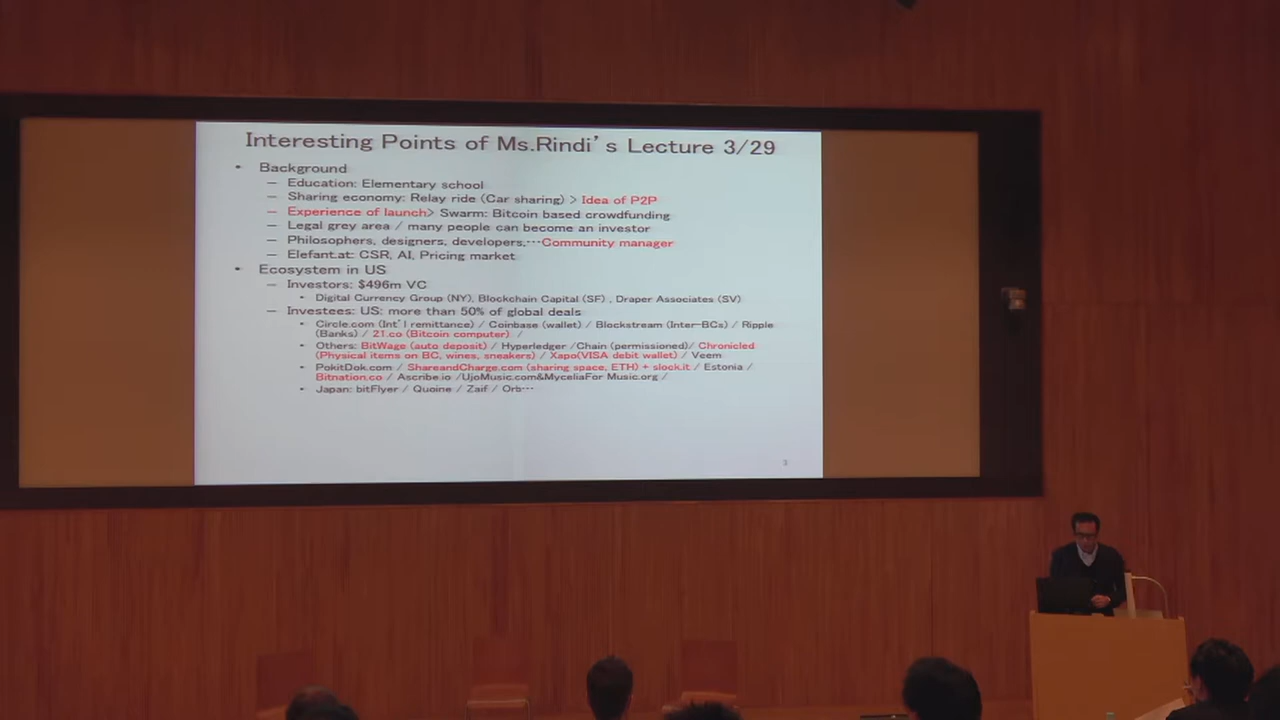 Interesting Points of Ms.Rindi's Lecture 3/29
• Background
– Education: Elementary school
– Sharing economy: Relay ride (Car sharing) > Idea of P2P
– Experience of launch> Swarm: Bitcoin based crowdfunding
– Legal grey area / many people can become an investor
– Philosophers, designers, developers,…Community manager
– Elefant.at: CSR, AI, Pricing market
• Ecosystem in US
– Investors: $496m VC
• Digital Currency Group (NY), Blockchain Capital (SF) , Draper Associates (SV)
– Investees: US: more than 50% of global deals
• Circle.com (Int'l remittance) / Coinbase (wallet) / Blockstream (Inter-BCs) / Ripple
(Banks) / 21.co (Bitcoin computer) /
• Others: BitWage (auto deposit) / Hyperledger /Chain (permissioned)/ Chronicled
(Physical items on BC, wines, sneakers) / Xapo(VISA debit wallet) / Veem
• PokitDok.com / ShareandCharge.com (sharing space, ETH) + slock.it / Estonia /
Bitnation.co / Ascribe.io /UjoMusic.com&MyceliaFor Music.org /
• Japan: bitFlyer / Quoine / Zaif / Orb…
3